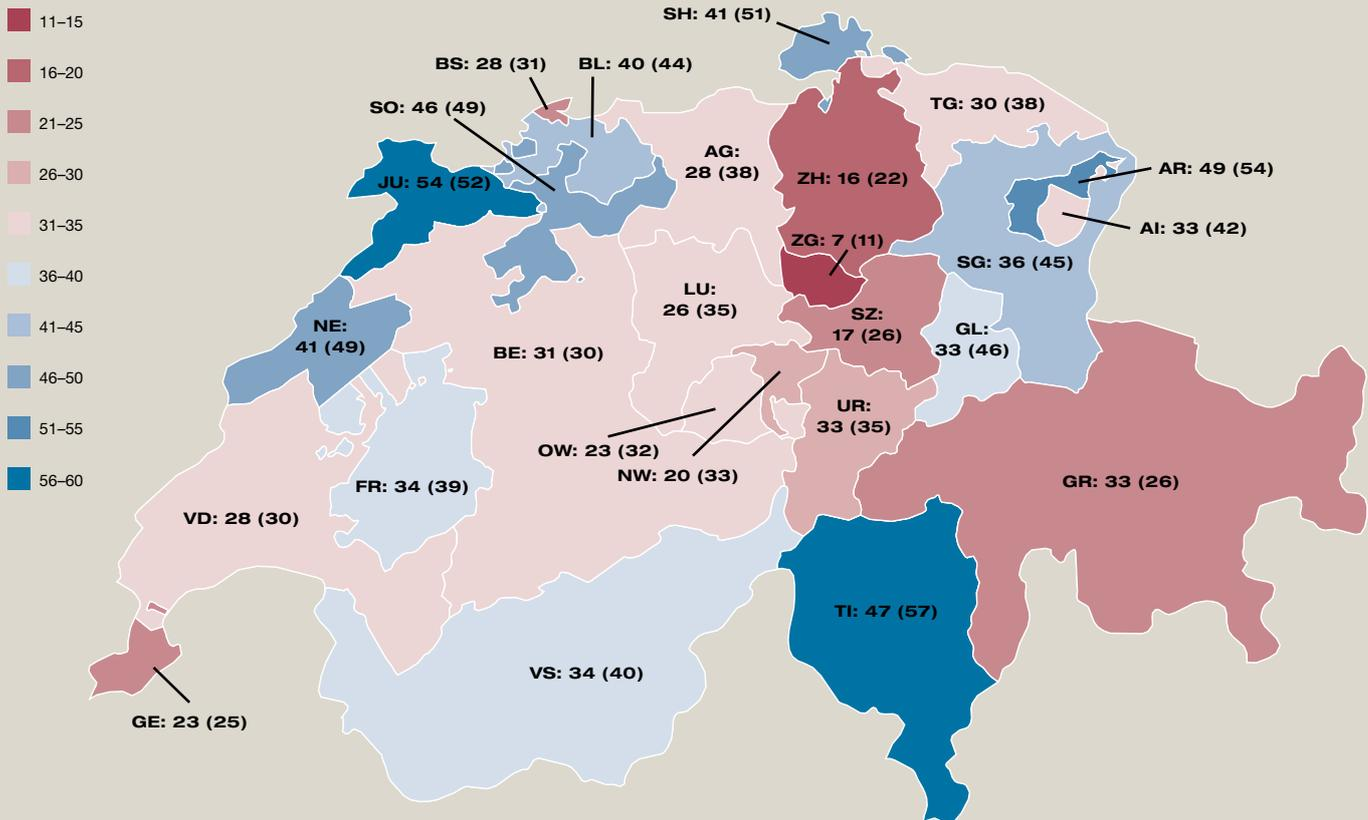 11–15
16–20
21–25
26–30
31–35
36–40
41–45
46–50
51–55
56–60
SH: 41 (51)
BS: 28 (31)
BL: 40 (44)
SO: 46 (49)
TG: 30 (38)
AG:
28 (38)
AR: 49 (54)
JU: 54 (52)
ZH: 16 (22)
AI: 33 (42)
ZG: 7 (11)
SG: 36 (45)
LU:
26 (35)
SZ:
17 (26)
NE:
41 (49)
GL:
33 (46)
BE: 31 (30)
UR:
33 (35)
OW: 23 (32)
NW: 20 (33)
GR: 33 (26)
FR: 34 (39)
VD: 28 (30)
TI: 47 (57)
VS: 34 (40)
GE: 23 (25)